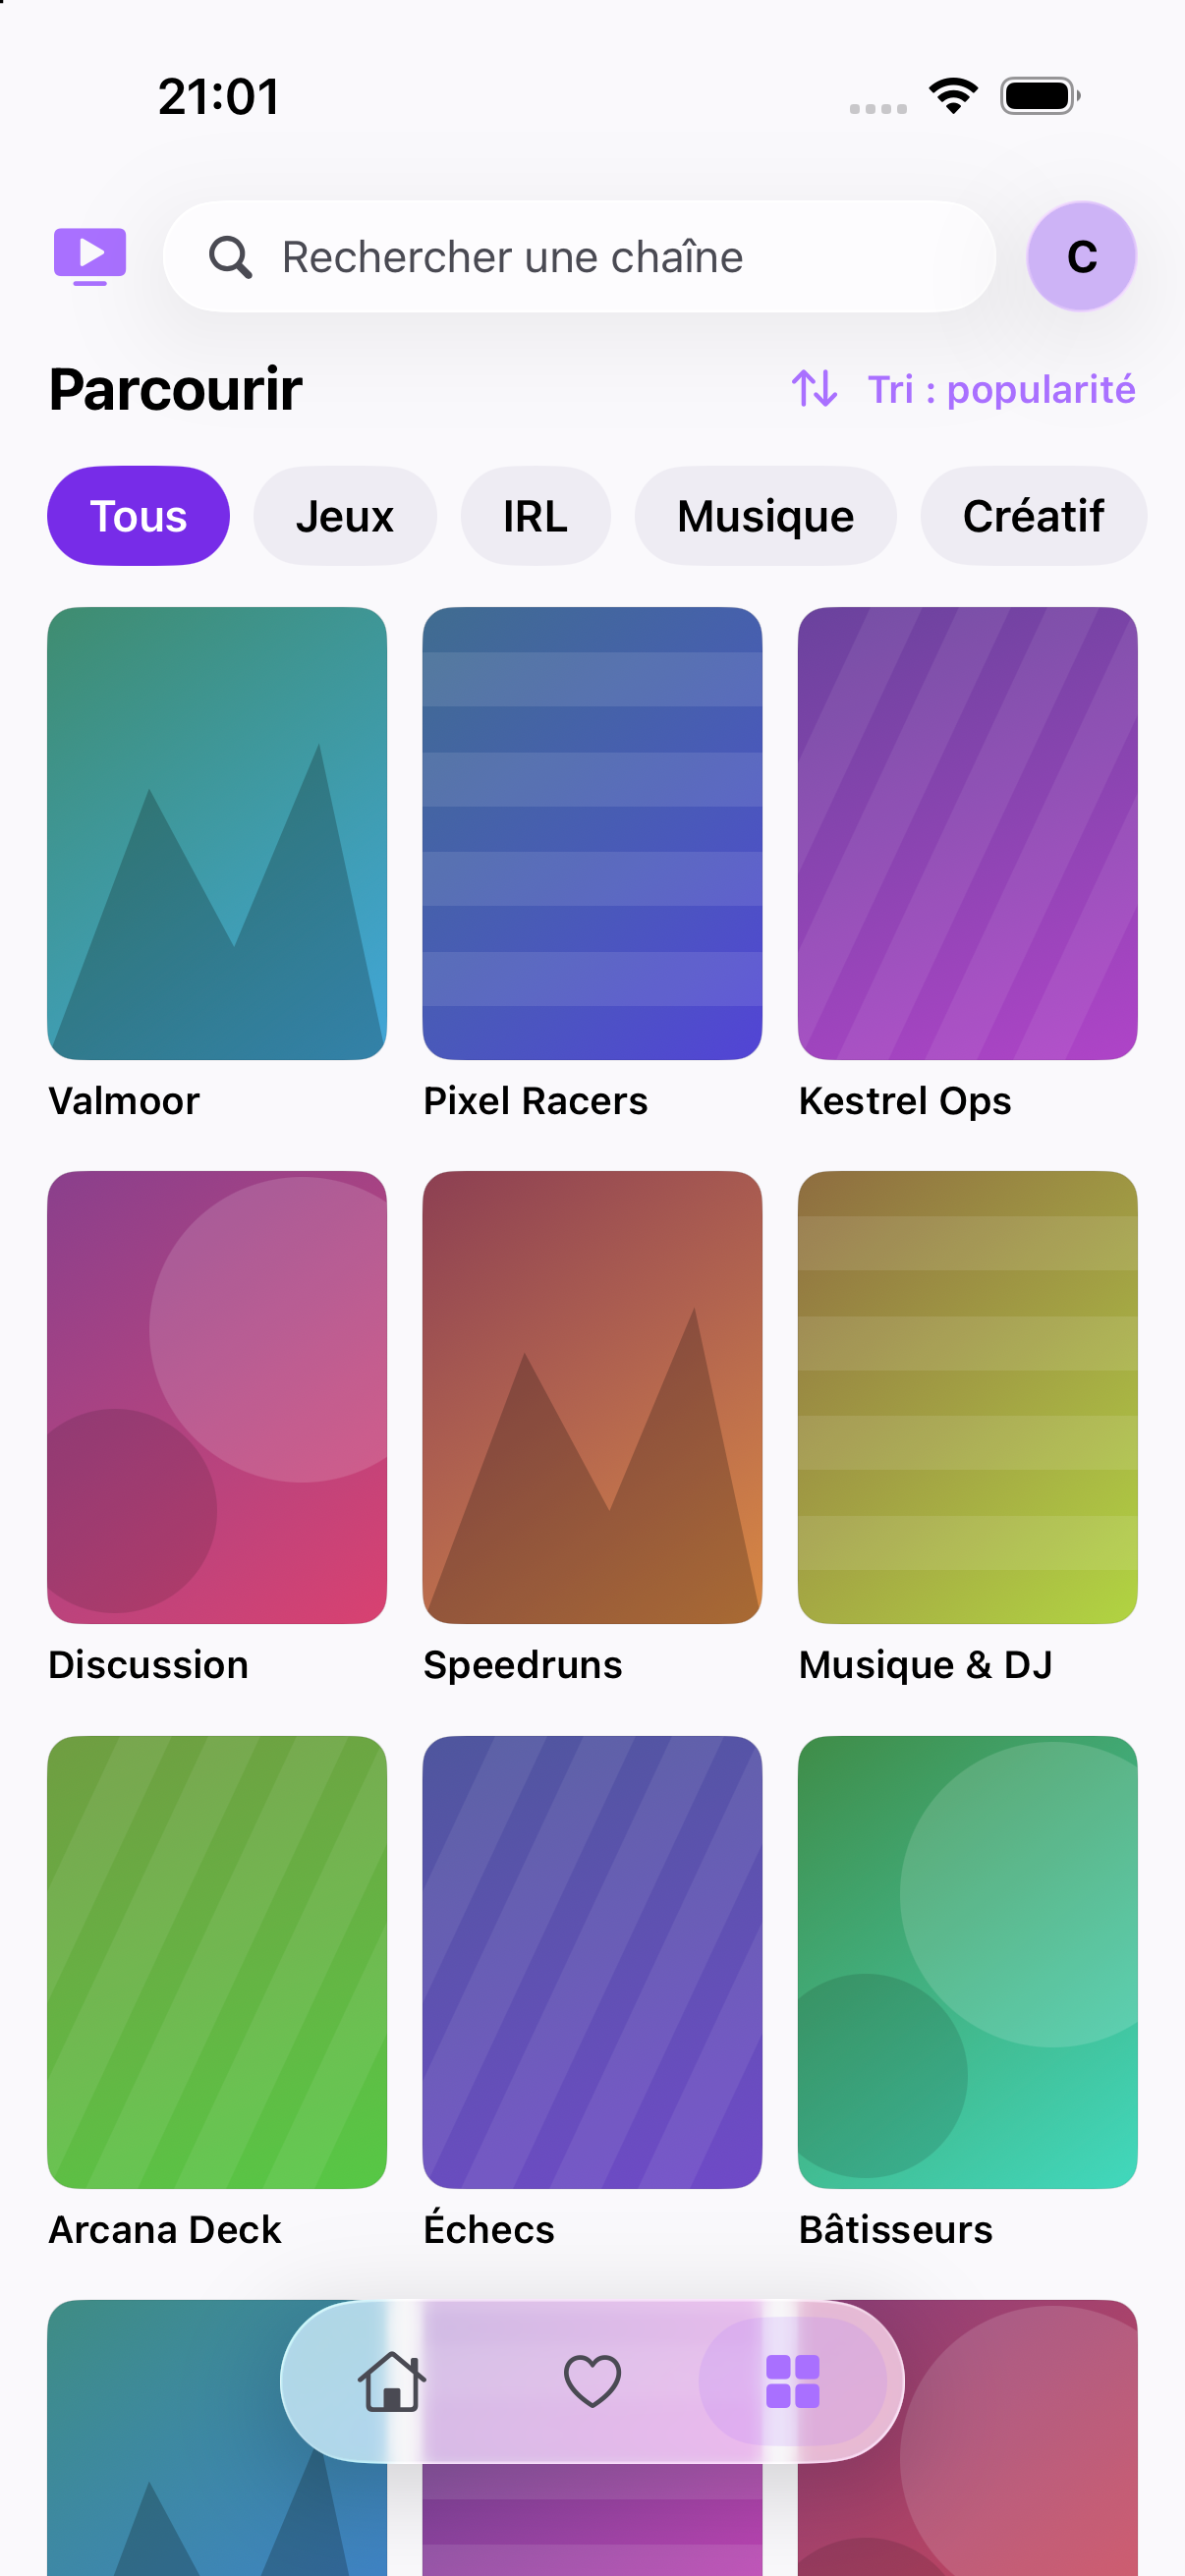 21:01
Rechercher une chaîne
C
Parcourir
Tri : popularité
Tous
Jeux
IRL
Musique
Créatif
Valmoor
Pixel Racers
Kestrel Ops
Discussion
Speedruns
Musique & DJ
Arcana Deck
Échecs
Bâtisseurs